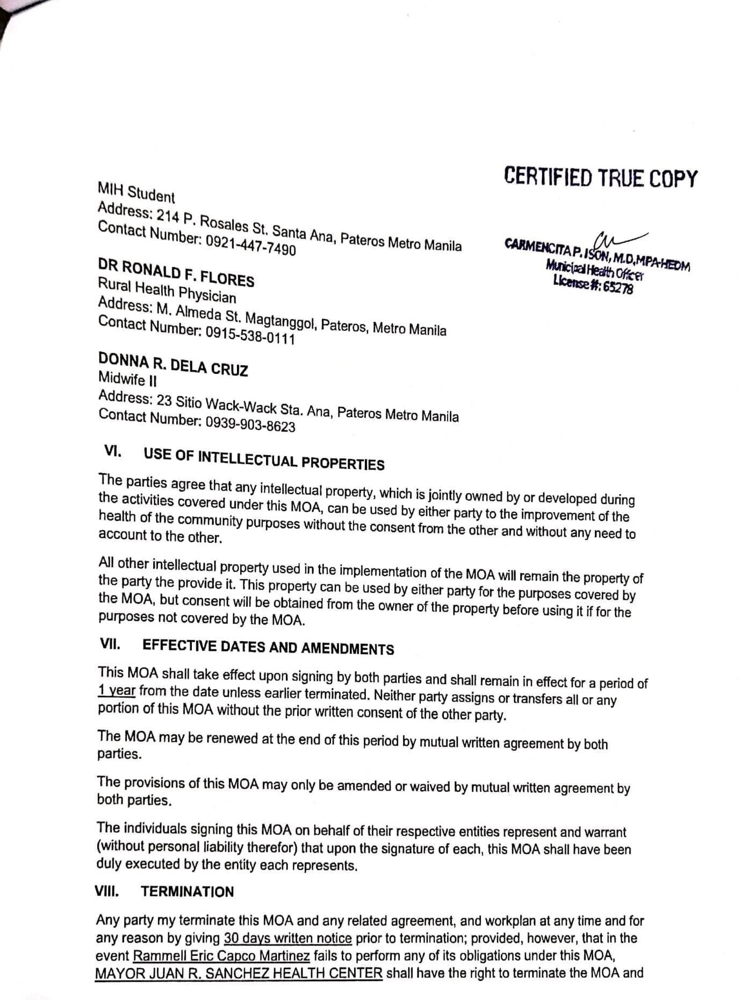 CERTIFIED TRUE COPY
CARMENCITA P. ISON, M.D, MPA-HEDM
Municipal Health Officer
License #: 65278
MIH Student
Address: 214 P. Rosales St. Santa Ana, Pateros Metro Manila
Contact Number: 0921-447-7490
DR RONALD F. FLORES
Rural Health Physician
Address: M. Almeda St. Magtanggol, Pateros, Metro Manila
Contact Number: 0915-538-0111
DONNA R. DELA CRUZ
Midwife II
Address: 23 Sitio Wack-Wack Sta. Ana, Pateros Metro Manila
Contact Number: 0939-903-8623
VI. USE OF INTELLECTUAL PROPERTIES
The parties agree that any intellectual property, which is jointly owned by or developed during
the activities covered under this MOA, can be used by either party to the improvement of the
health of the community purposes without the consent from the other and without any need to
account to the other.
All other intellectual property used in the implementation of the MOA will remain the property of
the party the provide it. This property can be used by either party for the purposes covered by
the MOA, but consent will be obtained from the owner of the property before using it if for the
purposes not covered by the MOA.
VII. EFFECTIVE DATES AND AMENDMENTS
This MOA shall take effect upon signing by both parties and shall remain in effect for a period of
1 year from the date unless earlier terminated. Neither party assigns or transfers all or any
portion of this MOA without the prior written consent of the other party.
The MOA may be renewed at the end of this period by mutual written agreement by both
parties.
The provisions of this MOA may only be amended or waived by mutual written agreement by
both parties.
The individuals signing this MOA on behalf of their respective entities represent and warrant
(without personal liability therefor) that upon the signature of each, this MOA shall have been
duly executed by the entity each represents.
VIII. TERMINATION
Any party my terminate this MOA and any related agreement, and workplan at any time and for
any reason by giving 30 days written notice prior to termination; provided, however, that in the
event Rammell Eric Capco Martinez fails to perform any of its obligations under this MOA,
MAYOR JUAN R. SANCHEZ HEALTH CENTER shall have the right to terminate the MOA and